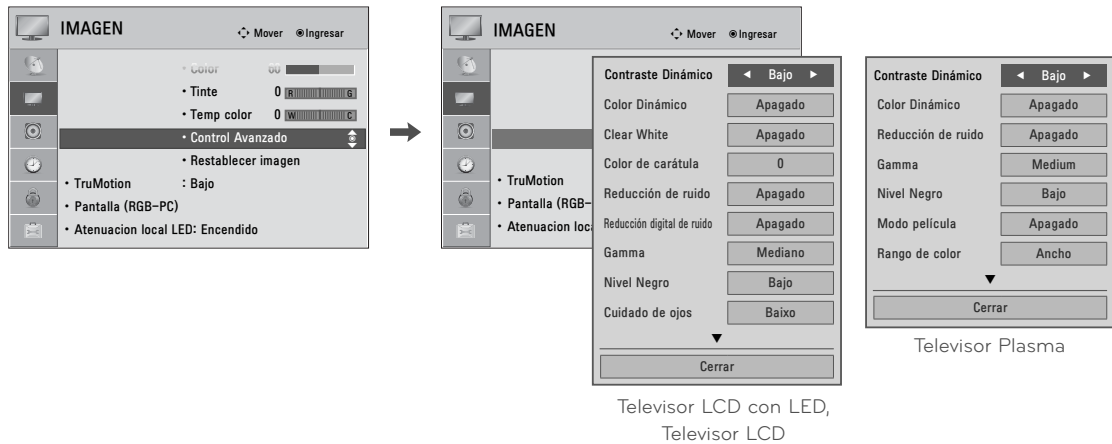 IMAGEN
Mover Ingresar
• Color 60
• Tinte 0 R G
• Temp color 0 W C
• Control Avanzado
• Restablecer imagen
• TruMotion : Bajo
• Pantalla (RGB-PC)
• Atenuacion local LED: Encendido
IMAGEN
Mover Ingresar
• TruMotion
• Pantalla (RGB-
• Atenuacion loca
Contraste Dinámico ◄ Bajo ►
Color Dinámico Apagado
Clear White Apagado
Color de carátula 0
Reducción de ruido Apagado
Reducción digital de ruido Apagado
Gamma Mediano
Nivel Negro Bajo
Cuidado de ojos Baixo
▼
Cerrar
Televisor LCD con LED,
Televisor LCD
Contraste Dinámico ◄ Bajo ►
Color Dinámico Apagado
Reducción de ruido Apagado
Gamma Medium
Nivel Negro Bajo
Modo película Apagado
Rango de color Ancho
▼
Cerrar
Televisor Plasma